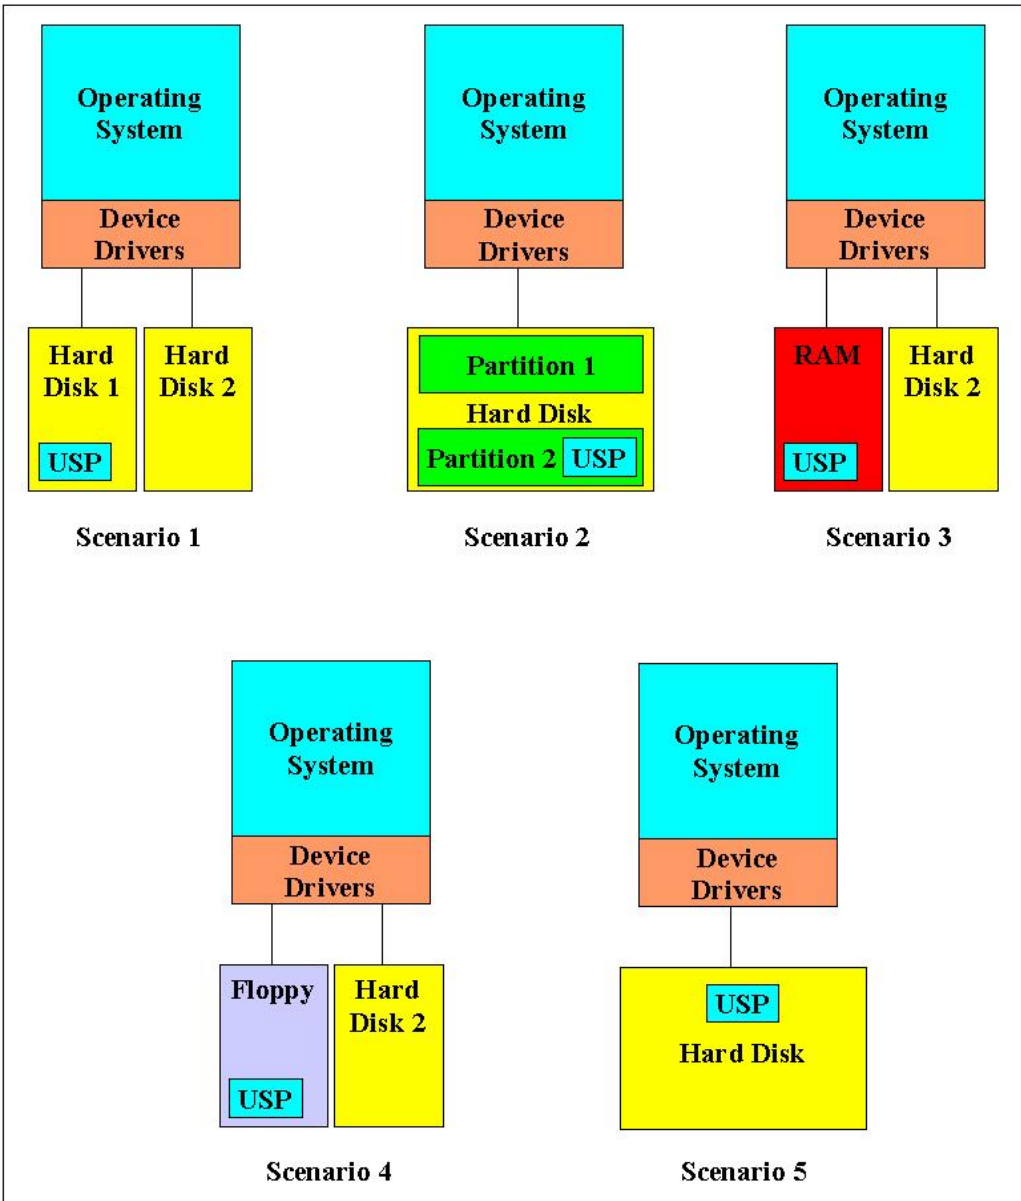 Operating
System
Device
Drivers
Hard
Disk 1
USP
Hard
Disk 2
Scenario 1
Operating
System
Device
Drivers
Partition 1
Hard Disk
Partition 2 USP
Scenario 2
Operating
System
Device
Drivers
RAM
USP
Hard
Disk 2
Scenario 3
Operating
System
Device
Drivers
Floppy
USP
Hard
Disk 2
Scenario 4
Operating
System
Device
Drivers
USP
Hard Disk
Scenario 5